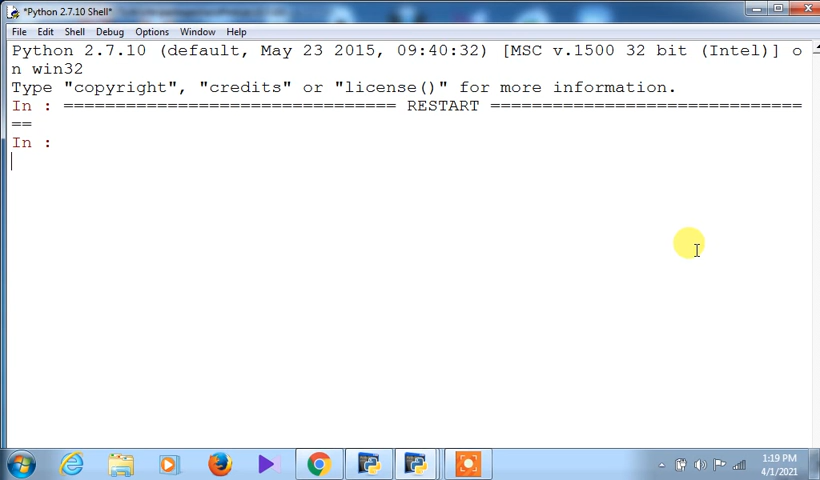 *Python 2.7.10 Shell*
File Edit Shell Debug Options Window Help
Python 2.7.10 (default, May 23 2015, 09:40:32) [MSC v.1500 32 bit (Intel)] o
n win32
Type "copyright", "credits" or "license()" for more information.
In : ================================ RESTART ==============================
==
In :
1:19 PM
4/1/2021